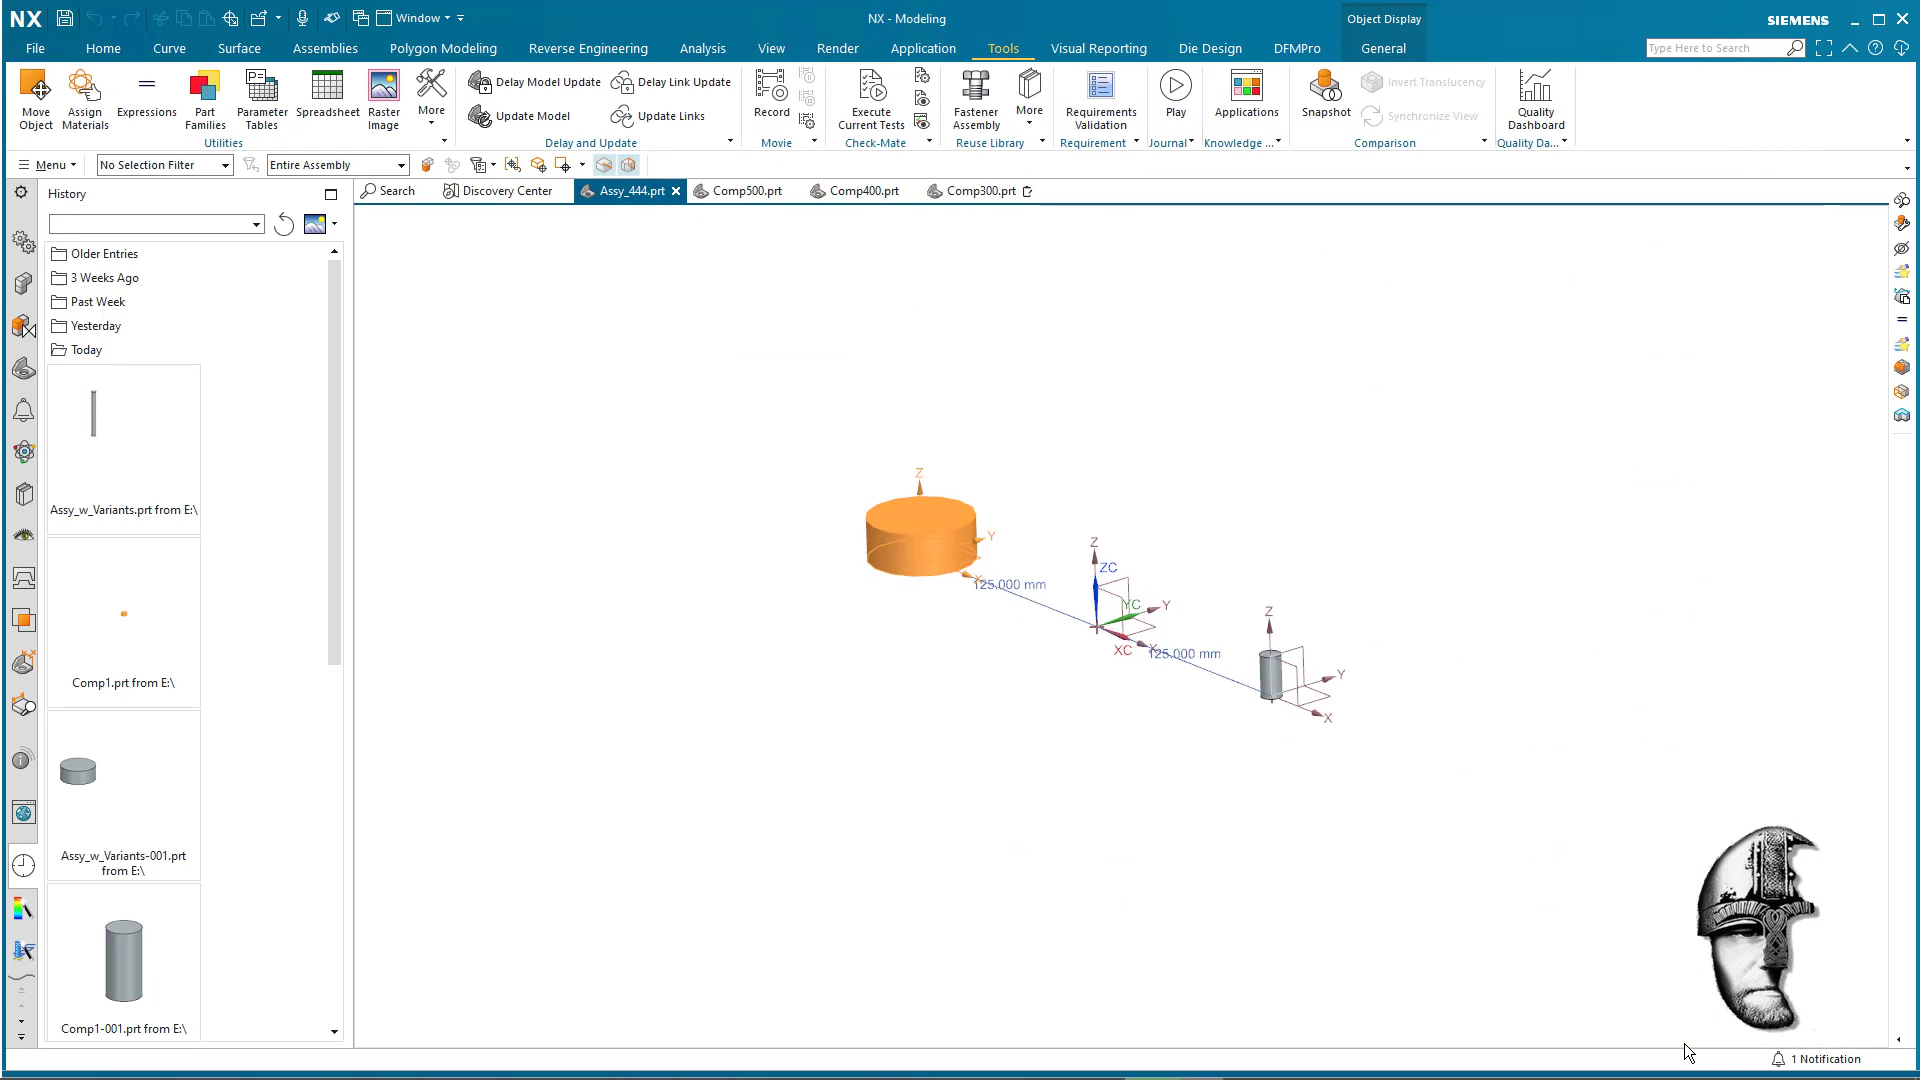 NX
Window
NX - Modeling
Object Display
SIEMENS
File
Home
Curve
Surface
Assemblies
Polygon Modeling
Reverse Engineering
Analysis
View
Render
Application
Tools
Visual Reporting
Die Design
DFMPro
General
Type Here to Search
Move Object
Assign Materials
Expressions
Part Families
Parameter Tables
Spreadsheet
Raster Image
More
Utilities
Delay Model Update
Delay Link Update
Update Model
Update Links
Delay and Update
Record
Movie
Execute Current Tests
Check-Mate
Fastener Assembly
More
Reuse Library
Requirements Validation
Requirement
Play
Journal
Applications
Knowledge ...
Snapshot
Invert Translucency
Synchronize View
Comparison
Quality Dashboard
Quality Da...
Menu
No Selection Filter
Entire Assembly
History
Search
Discovery Center
Assy_444.prt
Comp500.prt
Comp400.prt
Comp300.prt
Older Entries
3 Weeks Ago
Past Week
Yesterday
Today
Assy_w_Variants.prt from E:\
Comp1.prt from E:\
Assy_w_Variants-001.prt
from E:\
Comp1-001.prt from E:\
Z
Y
X
125.000 mm
Z
ZC
YC
Y
XC
X
125.000 mm
Z
Y
X
1 Notification